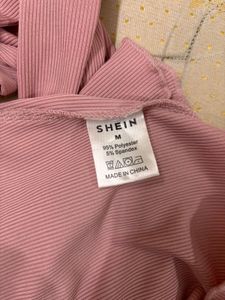 SHEIN
M
95% Polyester
5% Spandex
MADE IN CHINA